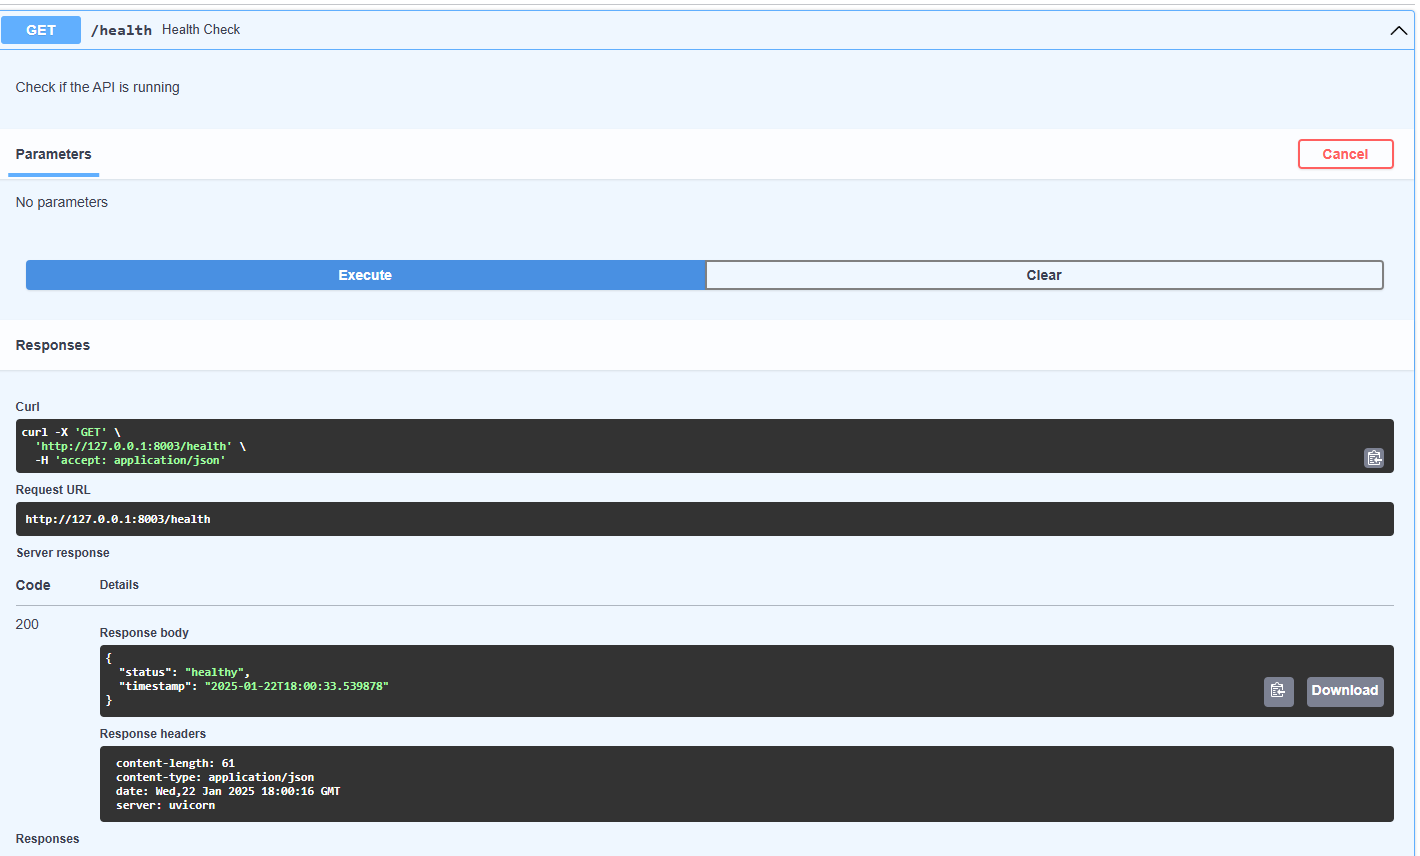 GET /health Health Check
Check if the API is running
Parameters
Cancel
No parameters
Execute
Clear
Responses
Curl
curl -X 'GET' \
'http://127.0.0.1:8003/health' \
-H 'accept: application/json'
Request URL
http://127.0.0.1:8003/health
Server response
Code Details
200
Response body
{
"status": "healthy",
"timestamp": "2025-01-22T18:00:33.539878"
}
Download
Response headers
content-length: 61
content-type: application/json
date: Wed,22 Jan 2025 18:00:16 GMT
server: uvicorn
Responses